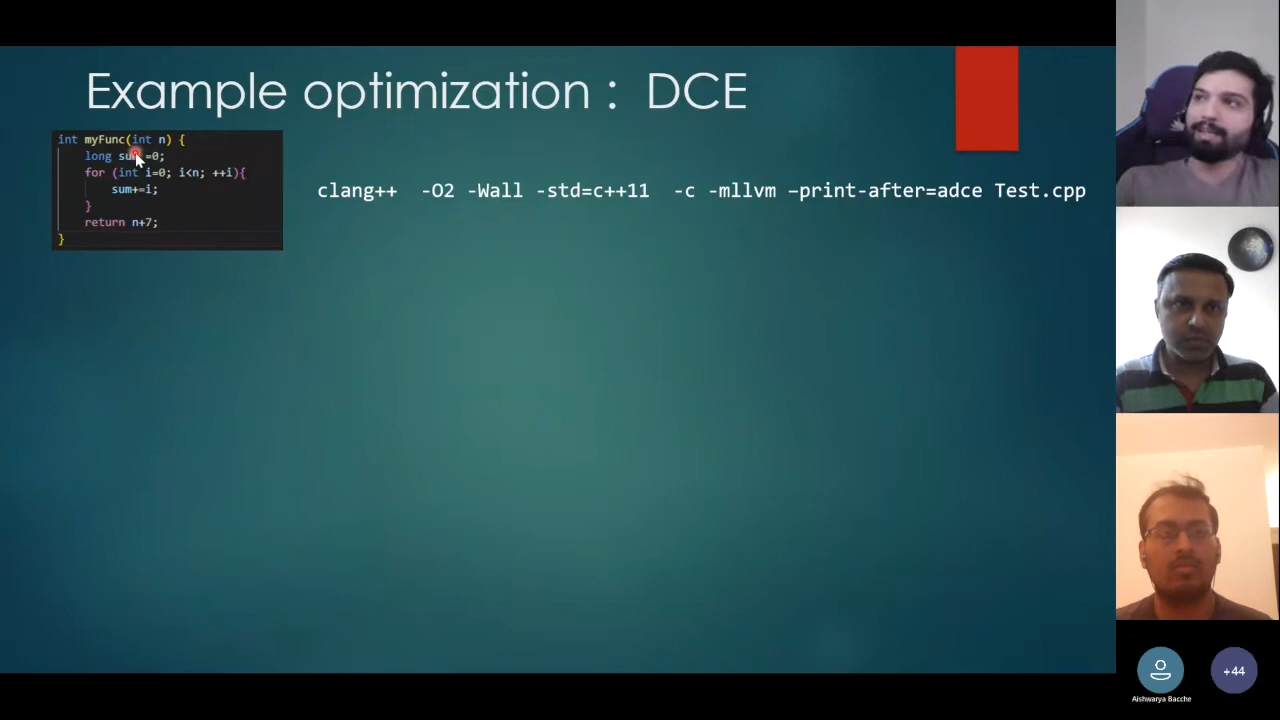 Example optimization : DCE
int myFunc(int n) {
long sum =0;
for (int i=0; i<n; ++i){
sum+=i;
}
return n+7;
}
clang++ -O2 -Wall -std=c++11 -c -mllvm –print-after=adce Test.cpp
Aishwarya Bacche
+44